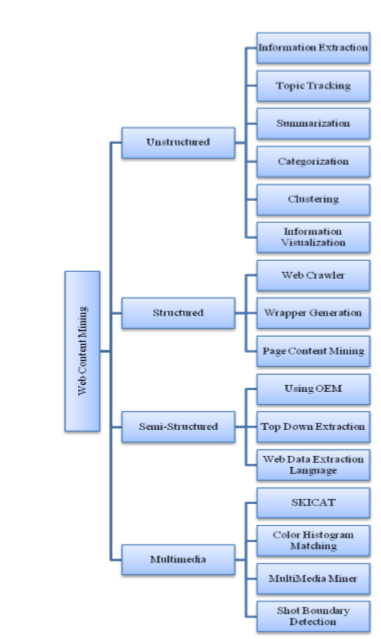 Web Content Mining
Unstructured
Information Extraction
Topic Tracking
Summarization
Categorization
Clustering
Information
Visualization
Structured
Web Crawler
Wrapper Generation
Page Content Mining
Semi-Structured
Using OEM
Top Down Extraction
Web Data Extraction
Language
Multimedia
SKICAT
Color Histogram
Matching
MultiMedia Miner
Shot Boundary
Detection